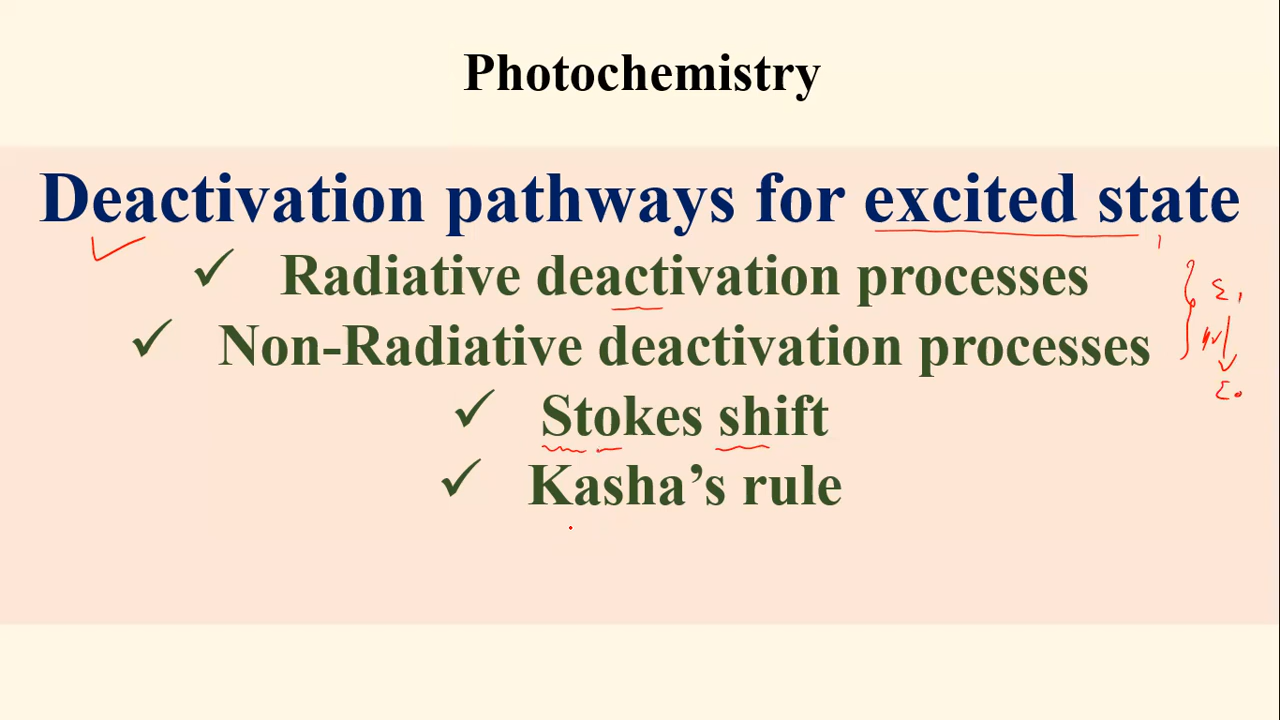 Photochemistry
Deactivation pathways for excited state
✓ Radiative deactivation processes
✓ Non-Radiative deactivation processes
✓ Stokes shift
✓ Kasha’s rule